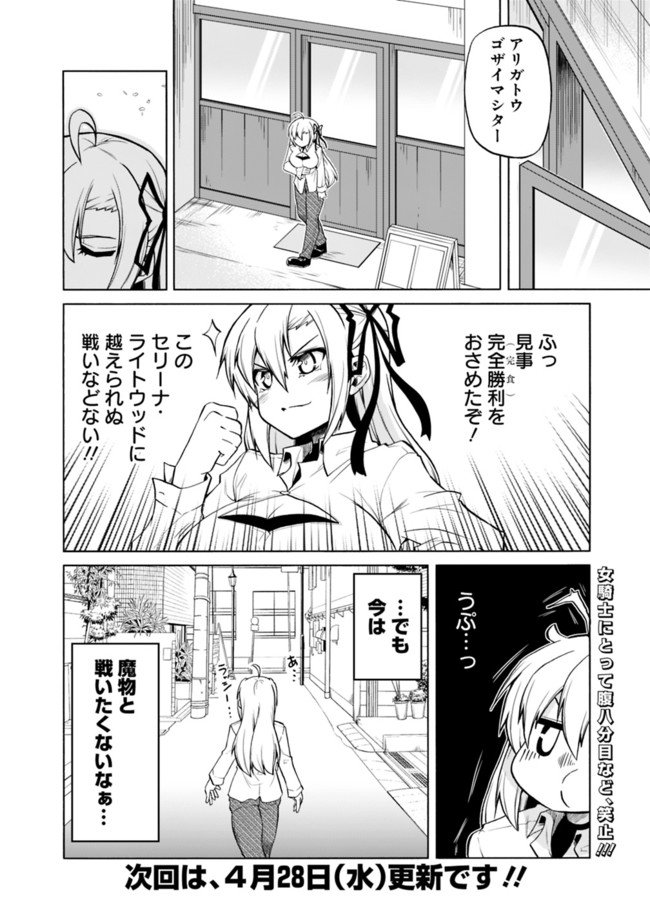 アリガトウ
ゴザイマシター
ふっ
見事
完全勝利を
（完食）
おさめたぞ！
この
セリーナ・
ライトウッドに
越えられぬ
戦いなどない！！
うぷ…っ
…でも
今は
あ…
ラッシー…
魔物と
戦いたくないなぁ…
女騎士にとって腹八分目など、笑止!!!
次回は、４月28日（水）更新です！！